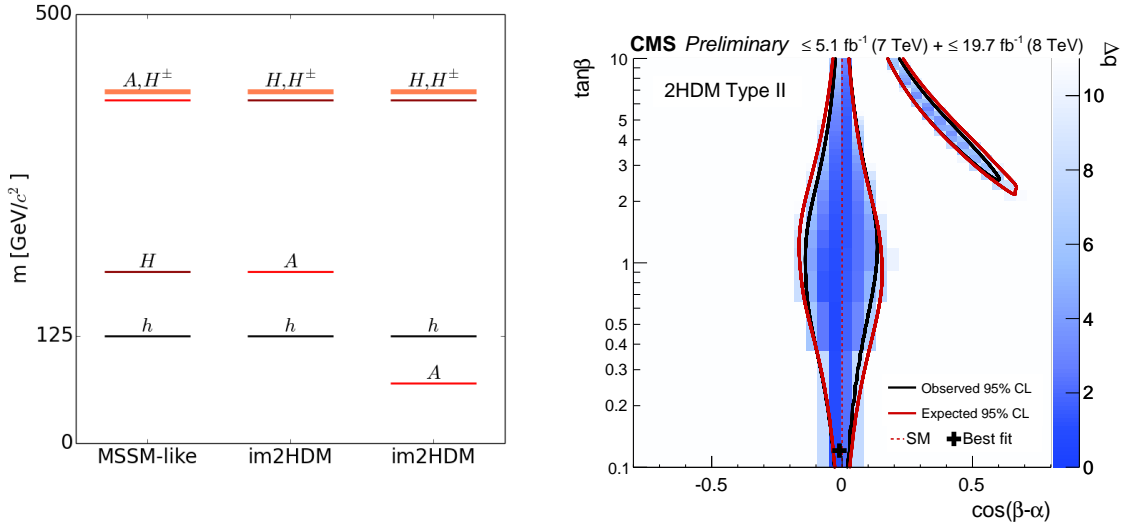 500
A, H±
H, H±
H, H±
m [GeV/c²]
H
A
125
h
h
h
A
0
MSSM-like
im2HDM
im2HDM
CMS Preliminary ≤ 5.1 fb⁻¹ (7 TeV) + ≤ 19.7 fb⁻¹ (8 TeV)
tanβ
Δq
2HDM Type II
10
5
4
3
2
1
0.5
0.4
0.3
0.2
0.1
10
8
6
4
2
0
Observed 95% CL
Expected 95% CL
SM
Best fit
-0.5
0
0.5
cos(β-α)